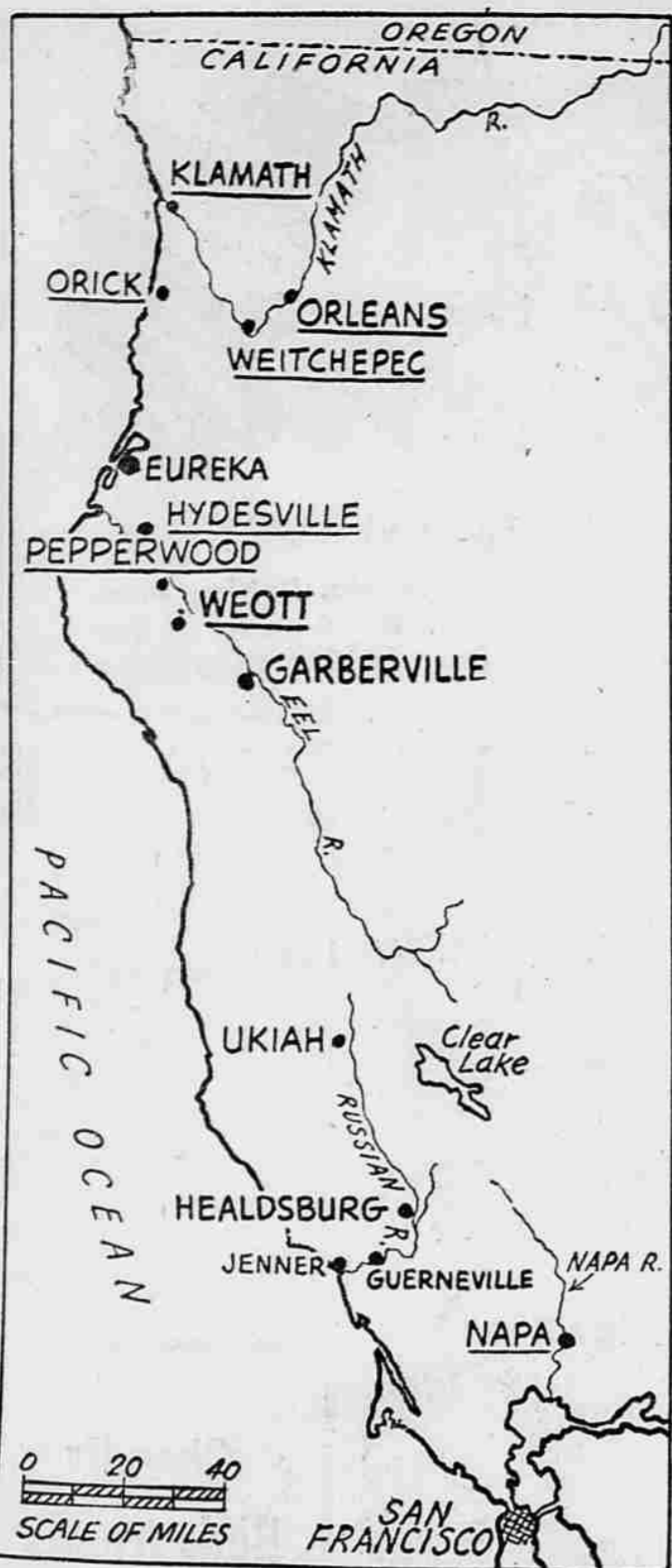 OREGON
CALIFORNIA
R.
KLAMATH
KLAMATH
ORICK
ORLEANS
WEITCHEPEC
EUREKA
HYDESVILLE
PEPPERWOOD
WEOTT
GARBERVILLE
EEL
R.
PACIFIC OCEAN
UKIAH
Clear
Lake
RUSSIAN
R.
HEALDSBURG
JENNER
GUERNEVILLE
NAPA R.
NAPA
0 20 40
SCALE OF MILES
SAN
FRANCISCO